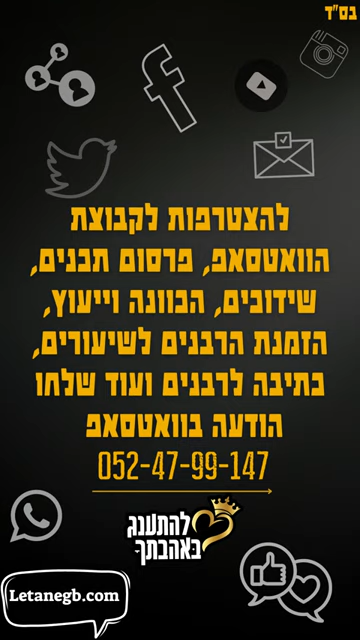 בס"ד
להצטרפות לקבוצת
הוואטסאפ, פרסום תכנים,
שידוכים, הכוונה וייעוץ,
הזמנת הרבנים לשיעורים,
כתיבה לרבנים ועוד שלחו
הודעה בוואטסאפ
052-47-99-147
להתענג
באהבתך
Letanegb.com